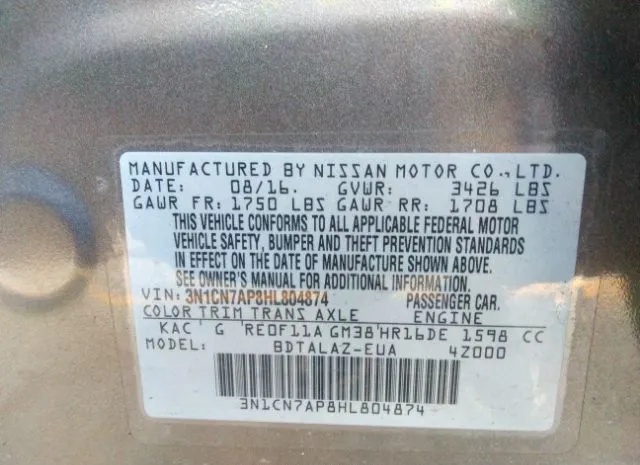 MANUFACTURED BY NISSAN MOTOR CO.,LTD.
DATE: 08/16. GVWR: 3426 LBS
GAWR FR: 1750 LBS GAWR RR: 1708 LBS
THIS VEHICLE CONFORMS TO ALL APPLICABLE FEDERAL MOTOR
VEHICLE SAFETY, BUMPER AND THEFT PREVENTION STANDARDS
IN EFFECT ON THE DATE OF MANUFACTURE SHOWN ABOVE.
SEE OWNER'S MANUAL FOR ADDITIONAL INFORMATION.
VIN: 3N1CN7AP8HL804874 PASSENGER CAR.
COLOR TRIM TRANS AXLE ENGINE
KAC G RE0F11A GM38 HR16DE 1598 CC
MODEL: BDTALAZ-EUA 4Z000
3N1CN7AP8HL804874